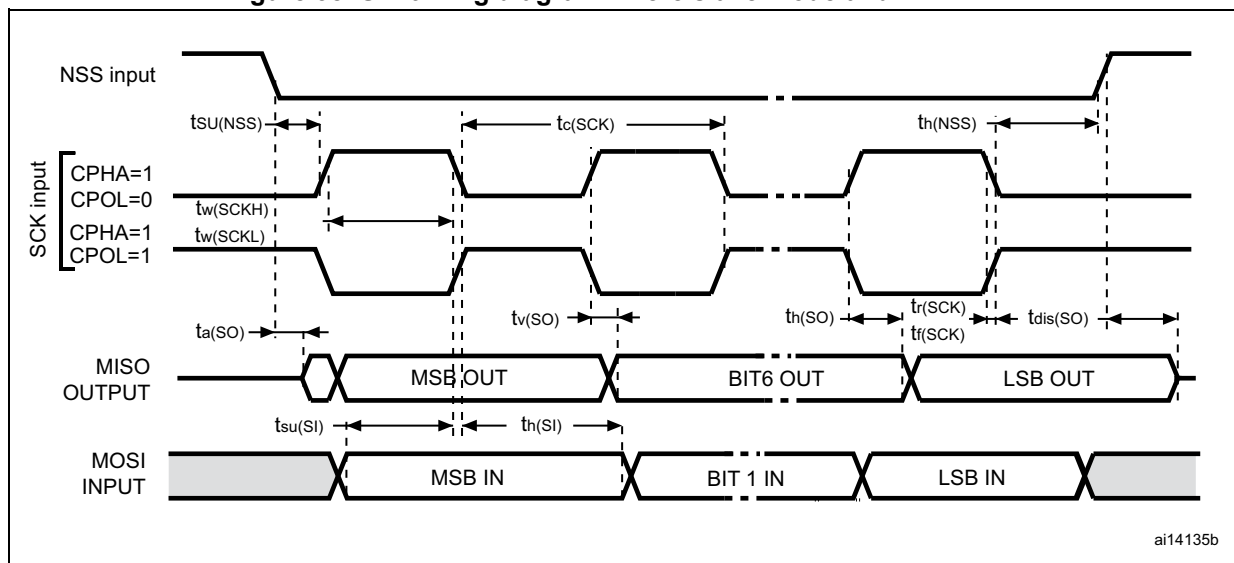 NSS input
tSU(NSS)
tc(SCK)
th(NSS)
SCK input
CPHA=1
CPOL=0
tw(SCKH)
CPHA=1
tw(SCKL)
CPOL=1
ta(SO)
tv(SO)
th(SO)
tr(SCK)
tf(SCK)
tdis(SO)
MISO
OUTPUT
MSB OUT
BIT6 OUT
LSB OUT
tsu(SI)
th(SI)
MOSI
INPUT
MSB IN
BIT 1 IN
LSB IN
ai14135b